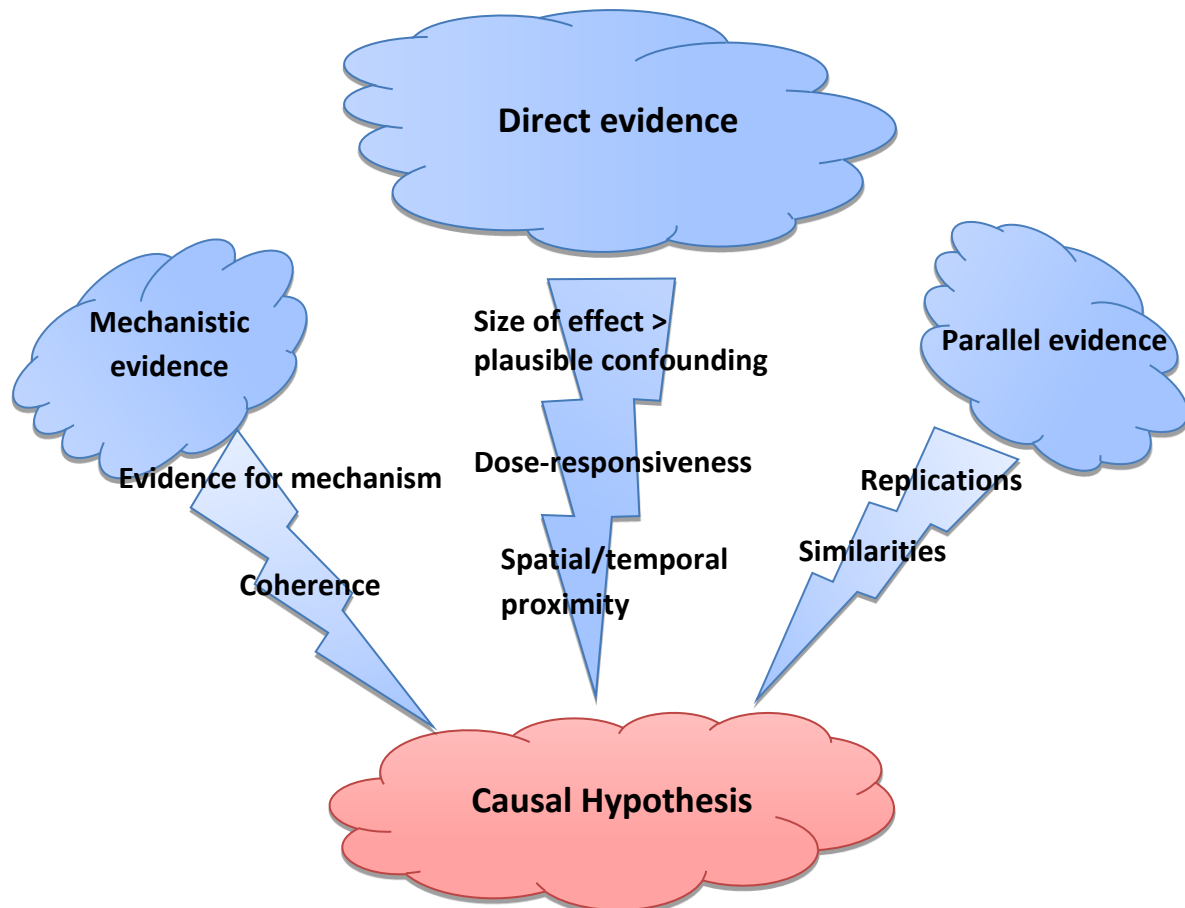 Direct evidence
Mechanistic
evidence
Parallel evidence
Size of effect >
plausible confounding
Evidence for mechanism
Dose-responsiveness
Replications
Coherence
Spatial/temporal
proximity
Similarities
Causal Hypothesis